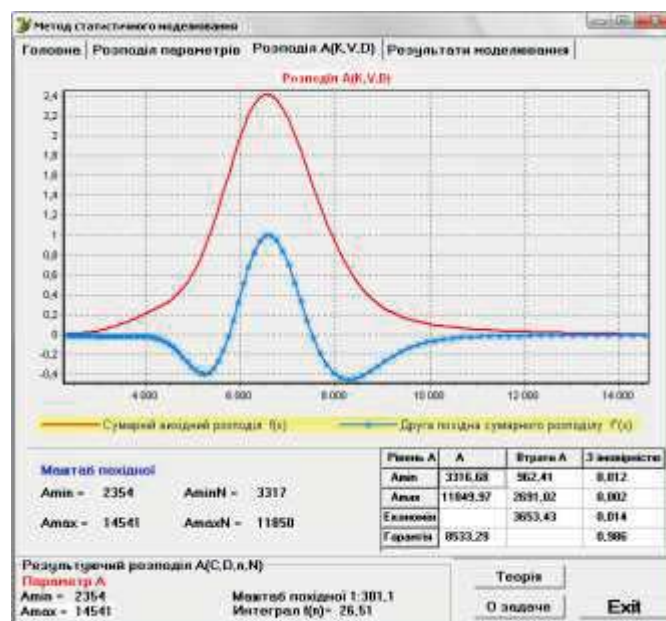 Метод статистичного моделювання
Головне Розподіл параметрів Розподіл A(K,V,D) Результати моделювання
Розподіл A(K,V,D)
2,4
2,2
2
1,8
1,6
1,4
1,2
1
0,8
0,6
0,4
0,2
0
-0,2
-0,4
4 000 6 000 8 000 10 000 12 000 14 000
Сумарний вихідний розподіл f(x) Друга похідна сумарного розподілу f'(x)
Маштаб похідної
Amin = 2354 AminN = 3317
Amax = 14541 AmaxN = 11850
Рівень A A Втрати A З імовірністю
Amin 3316,68 962,41 0,012
Amax 11849,97 2691,02 0,002
Економія 3653,43 0,014
Гарантія 8533,29 0,986
Результуючий розподіл A(C,D,n,N)
Параметр A
Amin = 2354 Маштаб похідної 1:301,1
Amax = 14541 Интеграл f(n)= 26,51
Теорія
О задаче
Exit